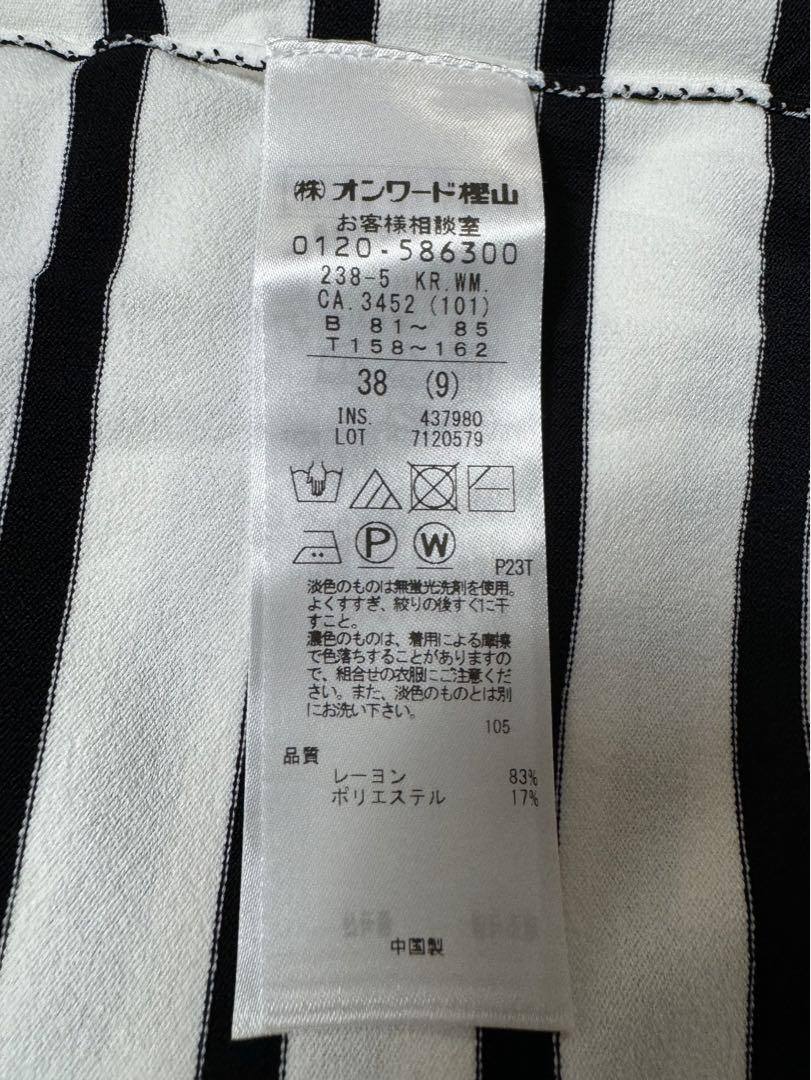 ㈱オンワード樫山
お客様相談室
0120-586300
238-5 KR.WM.
CA.3452(101)
B 81～ 85
T158～162
38 (9)
INS. 437980
LOT 7120579
P W
P23T
淡色のものは無蛍光洗剤を使用。
よくすすぎ、絞りの後すぐに干
すこと。
濃色のものは、着用による摩擦
で色落ちすることがありますの
で、組合せの衣服にご注意くだ
さい。また、淡色のものとは別
にお洗い下さい。
105
品質
レーヨン 83%
ポリエステル 17%
中国製